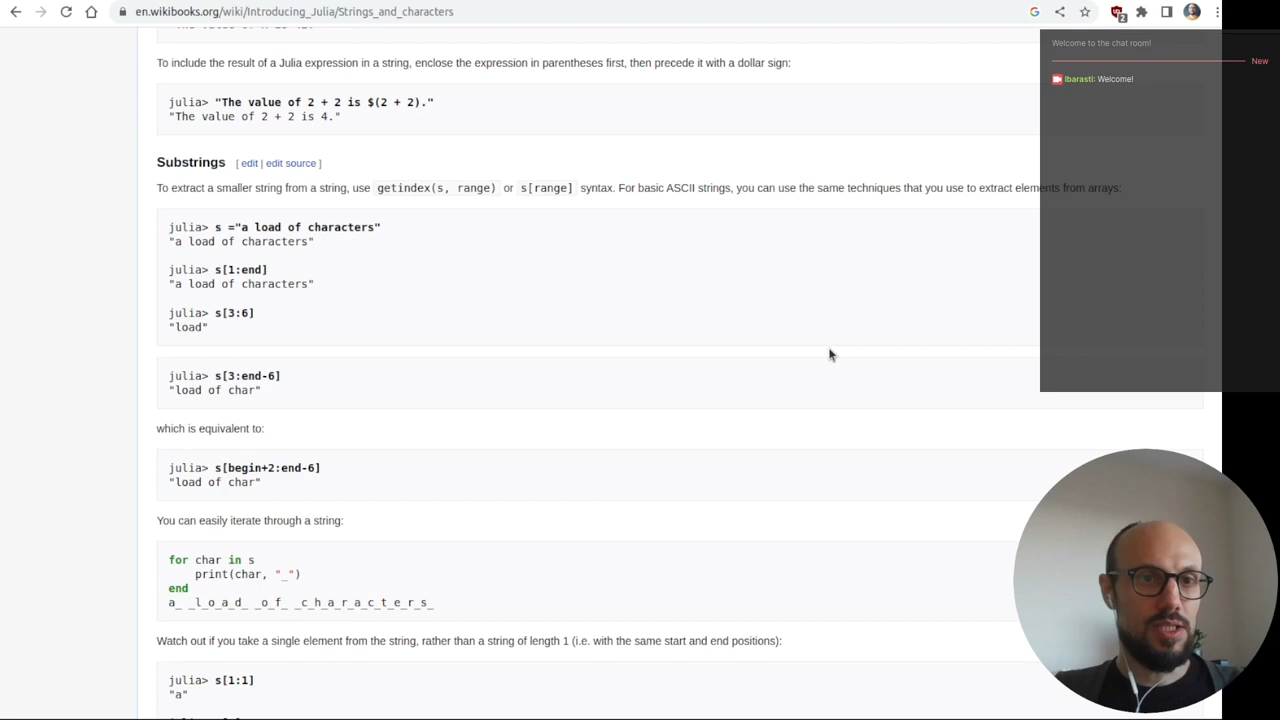 en.wikibooks.org/wiki/Introducing_Julia/Strings_and_characters
2
Welcome to the chat room!
New
lbarasti: Welcome!
To include the result of a Julia expression in a string, enclose the expression in parentheses first, then precede it with a dollar sign:
julia> "The value of 2 + 2 is $(2 + 2)."
"The value of 2 + 2 is 4."
Substrings [ edit | edit source ]
To extract a smaller string from a string, use getindex(s, range) or s[range] syntax. For basic ASCII strings, you can use the same techniques that you use to extract elements from arrays:
julia> s ="a load of characters"
"a load of characters"
julia> s[1:end]
"a load of characters"
julia> s[3:6]
"load"
julia> s[3:end-6]
"load of char"
which is equivalent to:
julia> s[begin+2:end-6]
"load of char"
You can easily iterate through a string:
for char in s
print(char, "_")
end
a_ _l_o_a_d_ _o_f_ _c_h_a_r_a_c_t_e_r_s_
Watch out if you take a single element from the string, rather than a string of length 1 (i.e. with the same start and end positions):
julia> s[1:1]
"a"